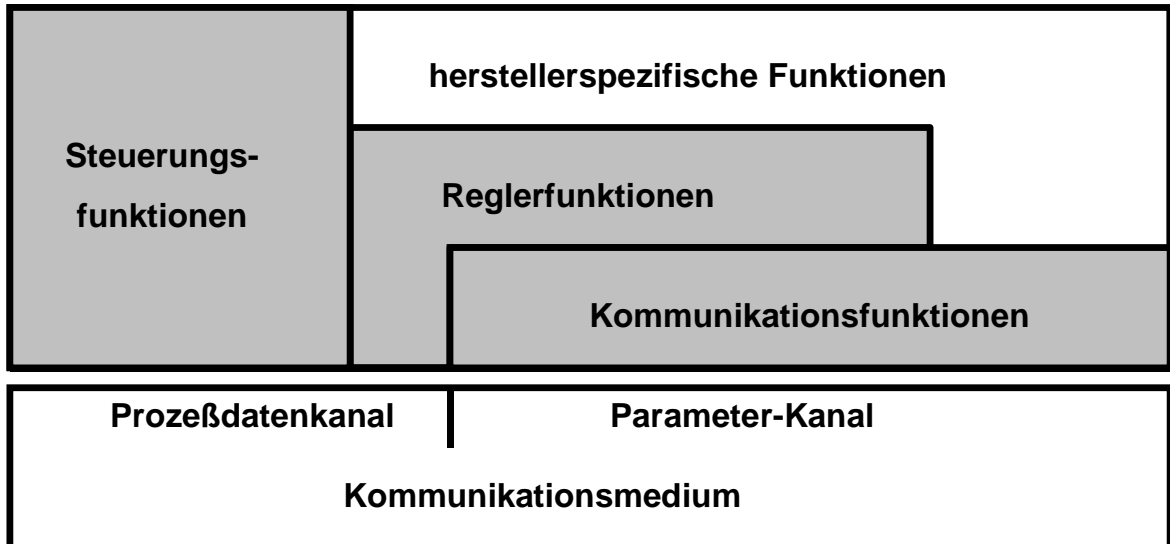 herstellerspezifische Funktionen
Steuerungs-
funktionen
Reglerfunktionen
Kommunikationsfunktionen
Prozeßdatenkanal
Parameter-Kanal
Kommunikationsmedium